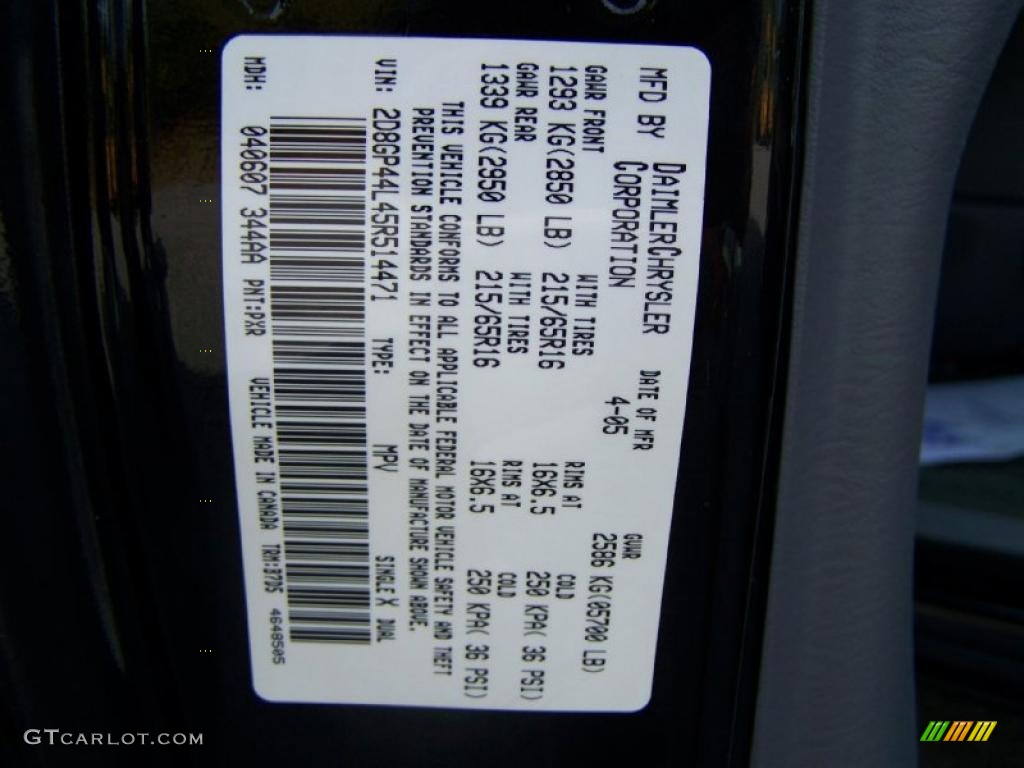 MFD BY DAIMLERCHRYSLER CORPORATION
DATE OF MFR
4-05
GVWR
2586 KG(05700 LB)
GAWR FRONT WITH TIRES RIMS AT COLD
1293 KG(2850 LB) 215/65R16 16X6.5 250 KPA( 36 PSI)
GAWR REAR WITH TIRES RIMS AT COLD
1339 KG(2950 LB) 215/65R16 16X6.5 250 KPA( 36 PSI)
THIS VEHICLE CONFORMS TO ALL APPLICABLE FEDERAL MOTOR VEHICLE SAFETY AND THEFT
PREVENTION STANDARDS IN EFFECT ON THE DATE OF MANUFACTURE SHOWN ABOVE.
VIN: 2D8GP44L45R514471 TYPE: MPV SINGLE X DUAL
MDH: 040607 344AA PNT:PXR VEHICLE MADE IN CANADA TRM:B7D5 4648505
GTCARLOT.COM